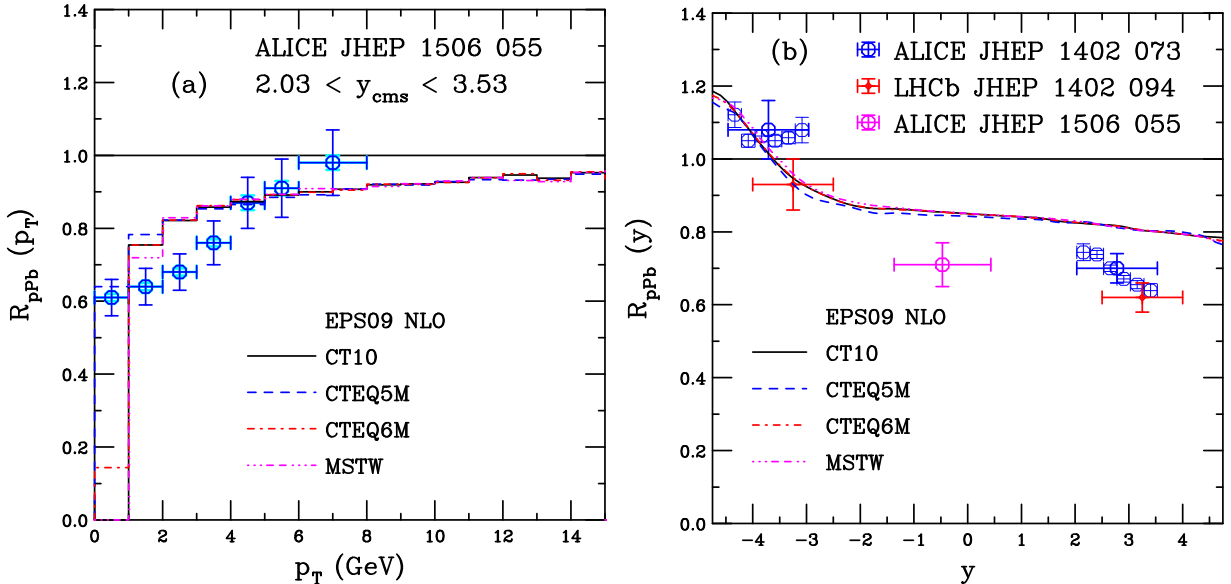 ALICE JHEP 1506 055
(a) 2.03 < y_cms < 3.53
EPS09 NLO
CT10
CTEQ5M
CTEQ6M
MSTW
R_pPb (p_T)
1.4
1.2
1.0
0.8
0.6
0.4
0.2
0.0
0 2 4 6 8 10 12 14
p_T (GeV)
(b)
ALICE JHEP 1402 073
LHCb JHEP 1402 094
ALICE JHEP 1506 055
EPS09 NLO
CT10
CTEQ5M
CTEQ6M
MSTW
R_pPb (y)
1.4
1.2
1.0
0.8
0.6
0.4
0.2
0.0
−4 −3 −2 −1 0 1 2 3 4
y